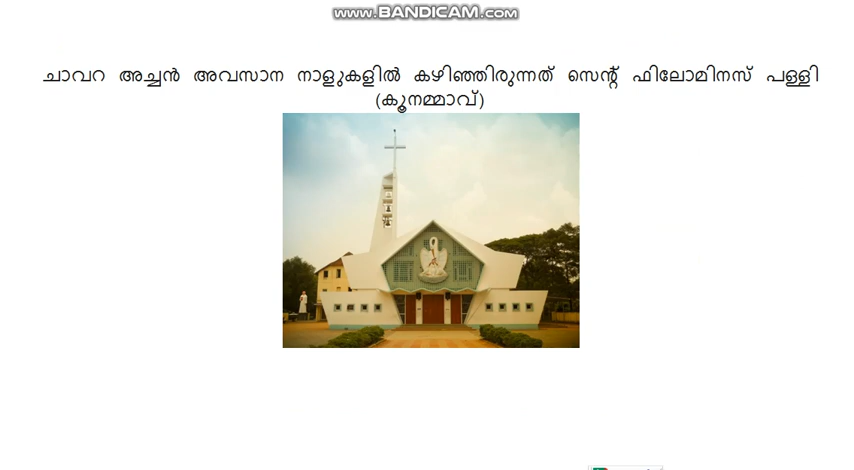 www.BANDICAM.com
ചാവറ അച്ചൻ അവസാന നാളുകളിൽ കഴിഞ്ഞിരുന്നത് സെന്റ് ഫിലോമിനസ് പള്ളി
(കൂനമ്മാവ്)